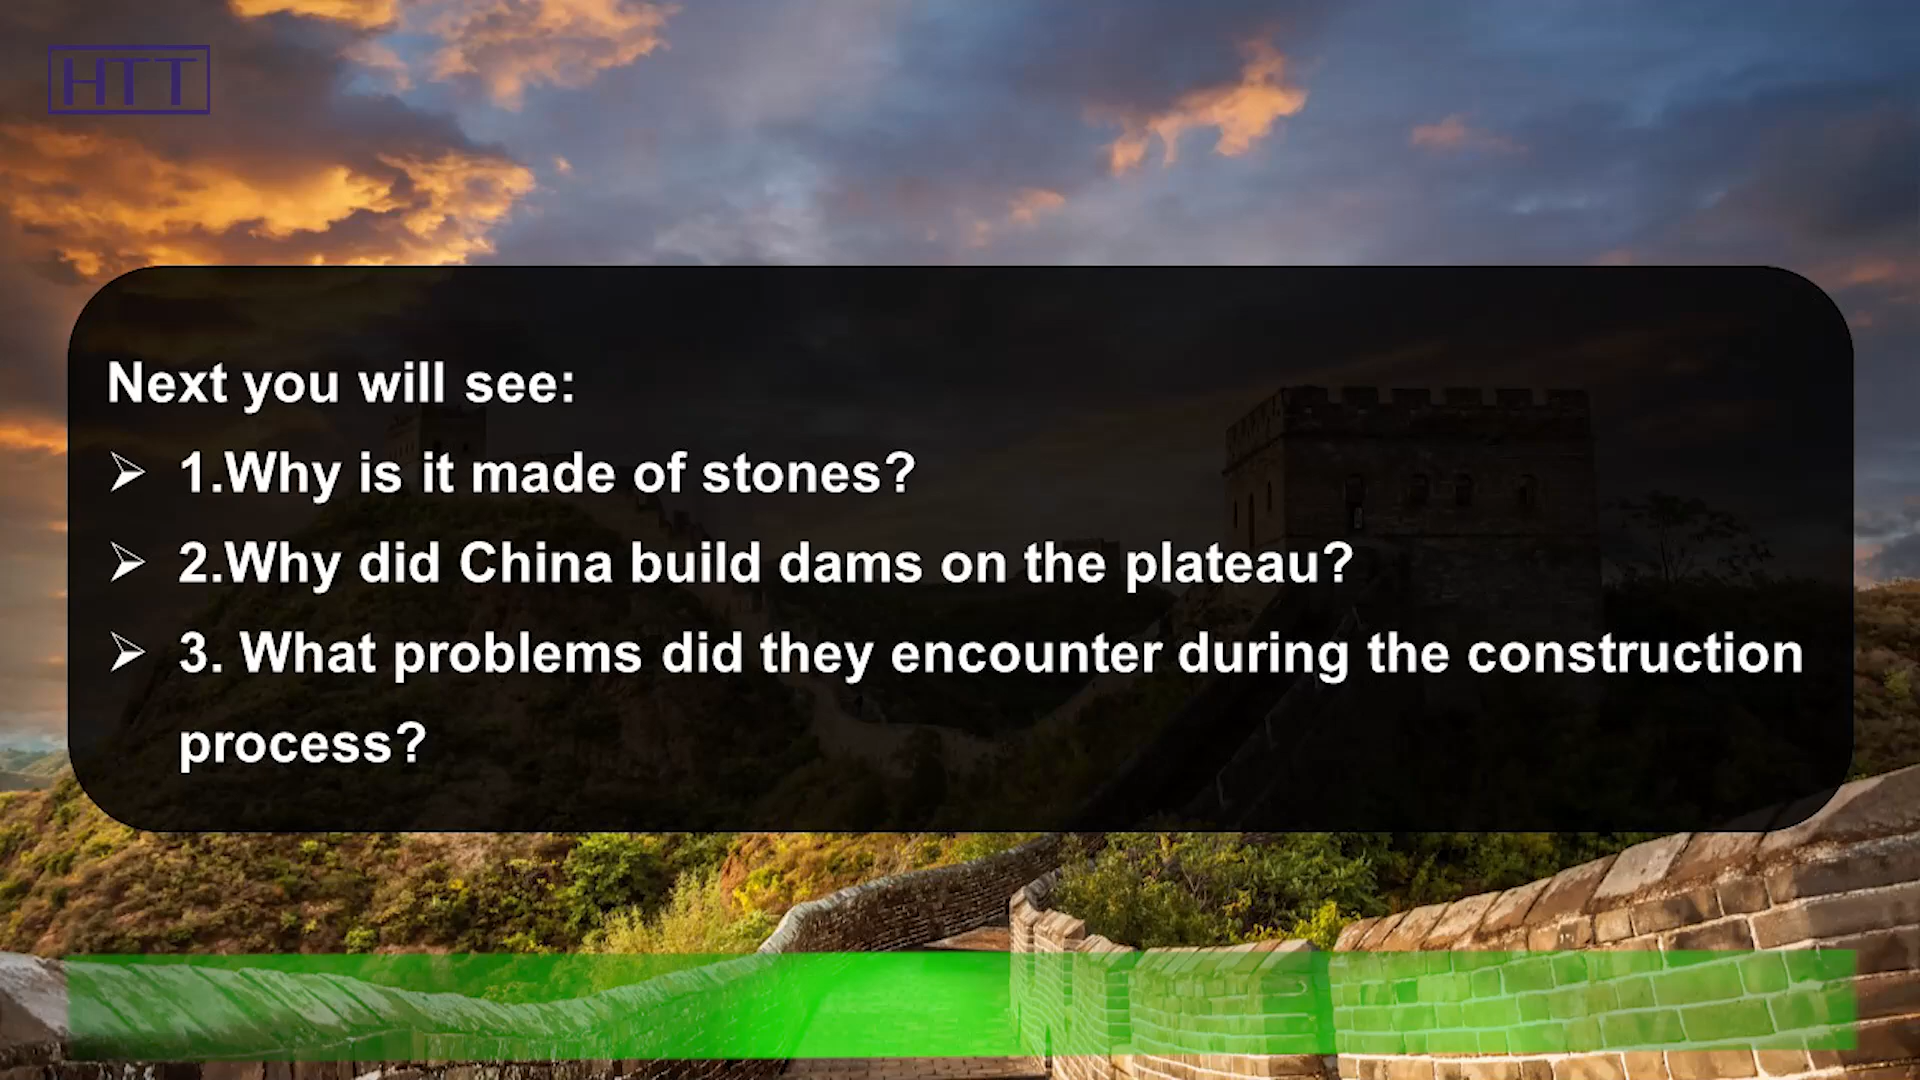 HTT
Next you will see:
➢ 1.Why is it made of stones?
➢ 2.Why did China build dams on the plateau?
➢ 3. What problems did they encounter during the construction
process?